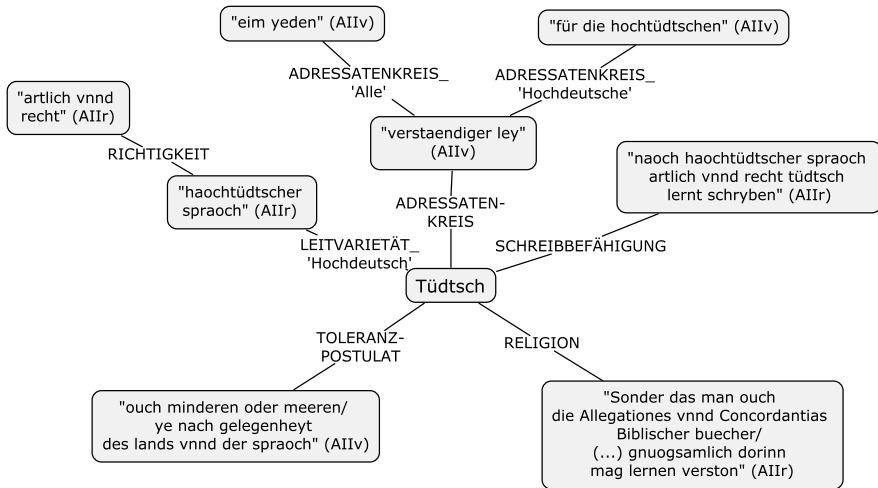 "eim yeden" (AIIv)
"für die hochtüdtschen" (AIIv)
ADRESSATENKREIS_
'Alle'
ADRESSATENKREIS_
'Hochdeutsche'
"artlich vnnd
recht" (AIIr)
RICHTIGKEIT
"verstaendiger ley"
(AIIv)
"naoch haochtüdtscher spraoch
artlich vnnd recht tüdtsch
lernt schryben" (AIIr)
"haochtüdtscher
spraoch" (AIIr)
ADRESSATEN-
KREIS
LEITVARIETÄT_
'Hochdeutsch'
SCHREIBBEFÄHIGUNG
Tüdtsch
TOLERANZ-
POSTULAT
RELIGION
"ouch minderen oder meeren/
ye nach gelegenheyt
des lands vnnd der spraoch" (AIIv)
"Sonder das man ouch
die Allegationes vnnd Concordantias
Biblischer buecher/
(...) gnuogsamlich dorinn
mag lernen verston" (AIIr)